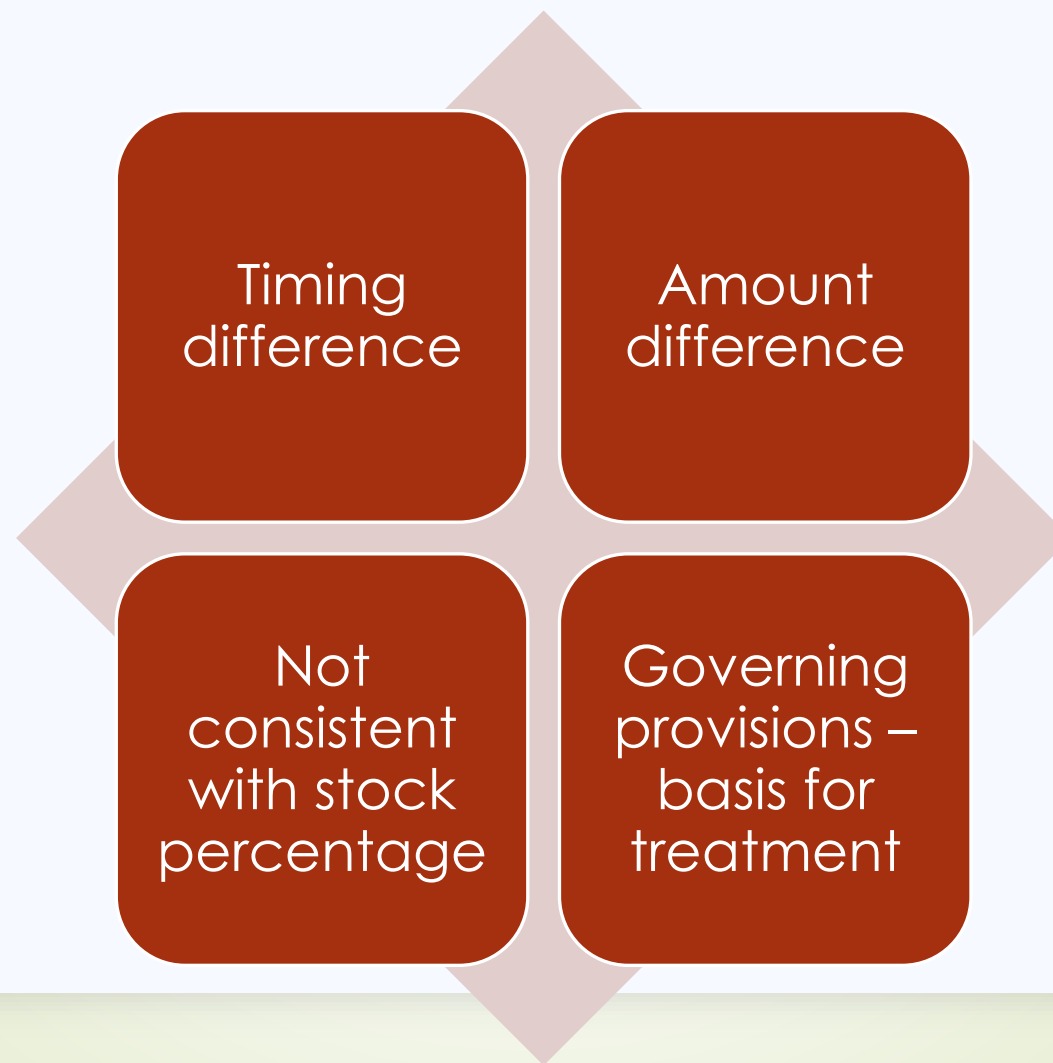 Timing
difference
Amount
difference
Not
consistent
with stock
percentage
Governing
provisions –
basis for
treatment